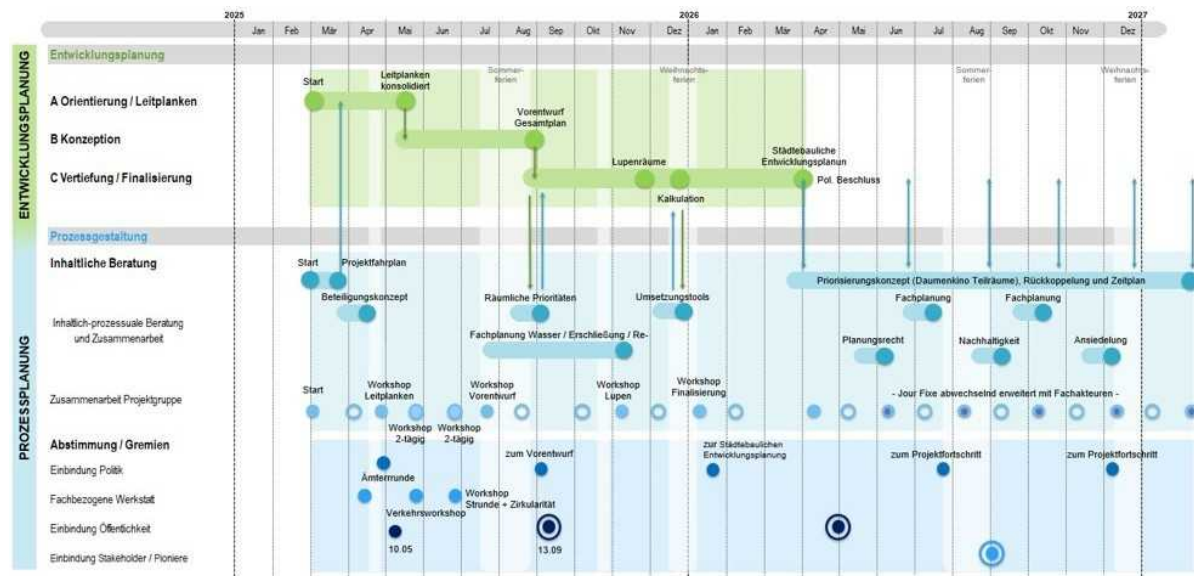 2025
2026
2027
Jan Feb Mär Apr Mai Jun Jul Aug Sep Okt Nov Dez Jan Feb Mär Apr Mai Jun Jul Aug Sep Okt Nov Dez
ENTWICKLUNGSPLANUNG
Entwicklungsplanung
Sommer-
ferien
Weihnachts-
ferien
Sommer-
ferien
Weihnachts-
ferien
A Orientierung / Leitplanken
Start
Leitplanken
konsolidiert
B Konzeption
Vorentwurf
Gesamtplan
C Vertiefung / Finalisierung
Lupenräume
Kalkulation
Städtebauliche
Entwicklungsplanun
Pol. Beschluss
PROZESSPLANUNG
Prozessgestaltung
Inhaltliche Beratung
Start
Projektfahrplan
Priorisierungskonzept (Daumenkino Teilräume), Rückkoppelung und Zeitplan
Inhaltlich-prozessuale Beratung
und Zusammenarbeit
Beteiligungskonzept
Räumliche Prioritäten
Umsetzungstools
Fachplanung
Fachplanung
Fachplanung Wasser / Erschließung / Re-
Planungsrecht
Nachhaltigkeit
Ansiedelung
Zusammenarbeit Projektgruppe
Start
Workshop
Leitplanken
Workshop
Vorentwurf
Workshop
Lupen
Workshop
Finalisierung
- Jour Fixe abwechselnd erweitert mit Fachakteuren -
Workshop
2-tägig
Workshop
2-tägig
Abstimmung / Gremien
Einbindung Politik
zum Vorentwurf
zur Städtebaulichen
Entwicklungsplanung
zum Projektfortschritt
zum Projektfortschritt
Ämterrrunde
Fachbezogene Werkstatt
Workshop
Strunde + Zirkularität
Verkehrsworkshop
Einbindung Öffentlichkeit
10.05
13.09
Einbindung Stakeholder / Pioniere